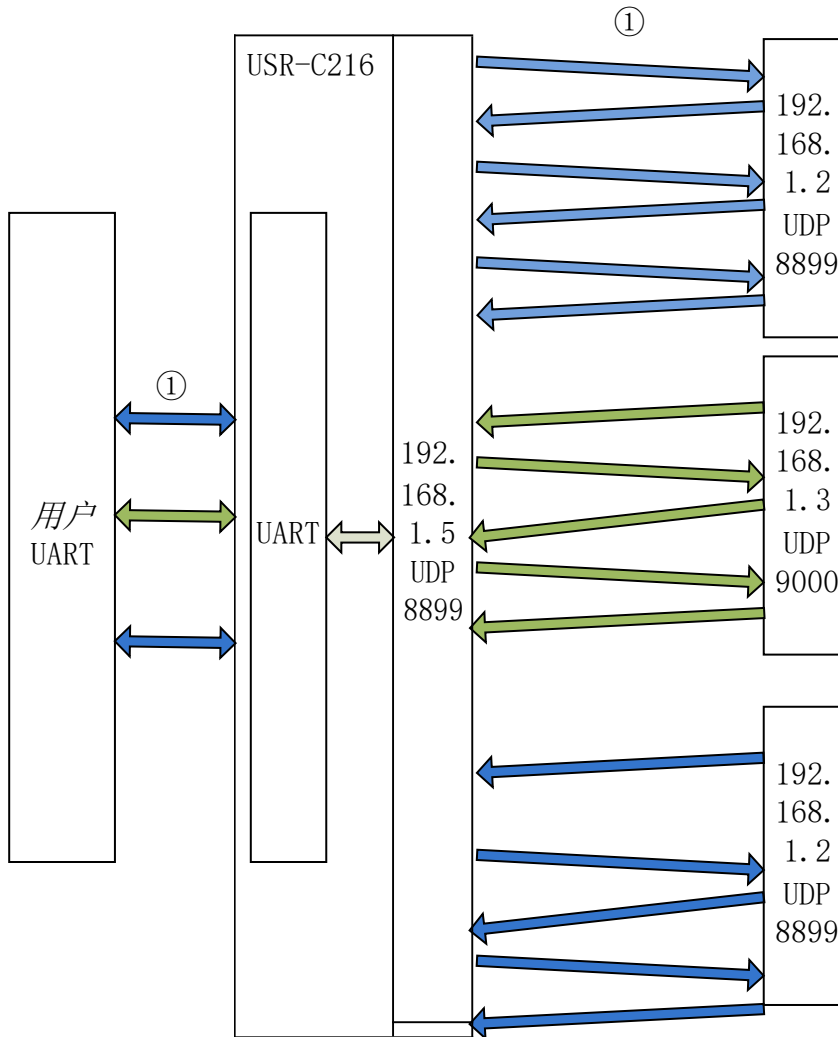 ①
USR-C216
192.
168.
1.2
UDP
8899
①
用户
UART
UART
192.
168.
1.5
UDP
8899
192.
168.
1.3
UDP
9000
192.
168.
1.2
UDP
8899